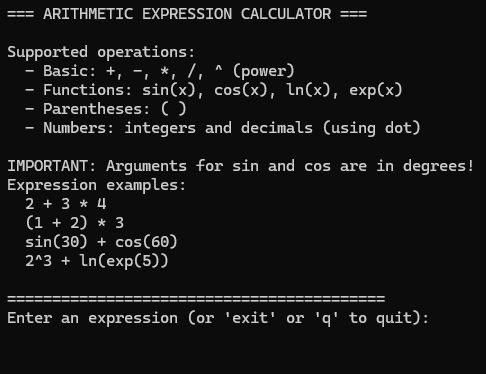 === ARITHMETIC EXPRESSION CALCULATOR ===
Supported operations:
  - Basic: +, -, *, /, ^ (power)
  - Functions: sin(x), cos(x), ln(x), exp(x)
  - Parentheses: ( )
  - Numbers: integers and decimals (using dot)
IMPORTANT: Arguments for sin and cos are in degrees!
Expression examples:
  2 + 3 * 4
  (1 + 2) * 3
  sin(30) + cos(60)
  2^3 + ln(exp(5))
==========================================
Enter an expression (or 'exit' or 'q' to quit):